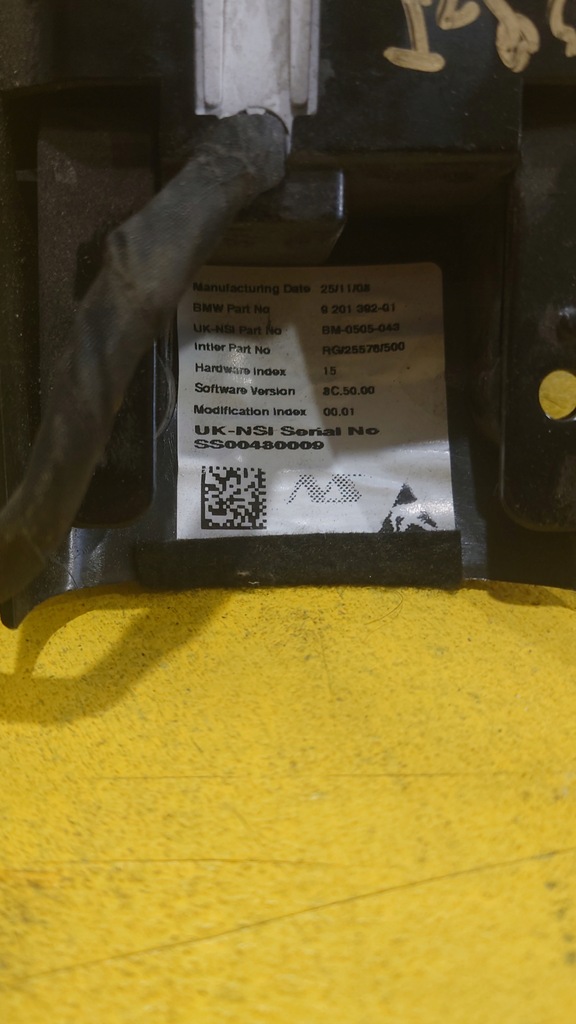 Manufacturing Date 25/11/08
BMW Part No 9 201 392-01
UK-NSI Part No BM-0505-043
Intier Part No RG/25576/500
Hardware Index 15
Software Version 8C.50.00
Modification Index 00.01
UK-NSI Serial No
SS00480009
NS